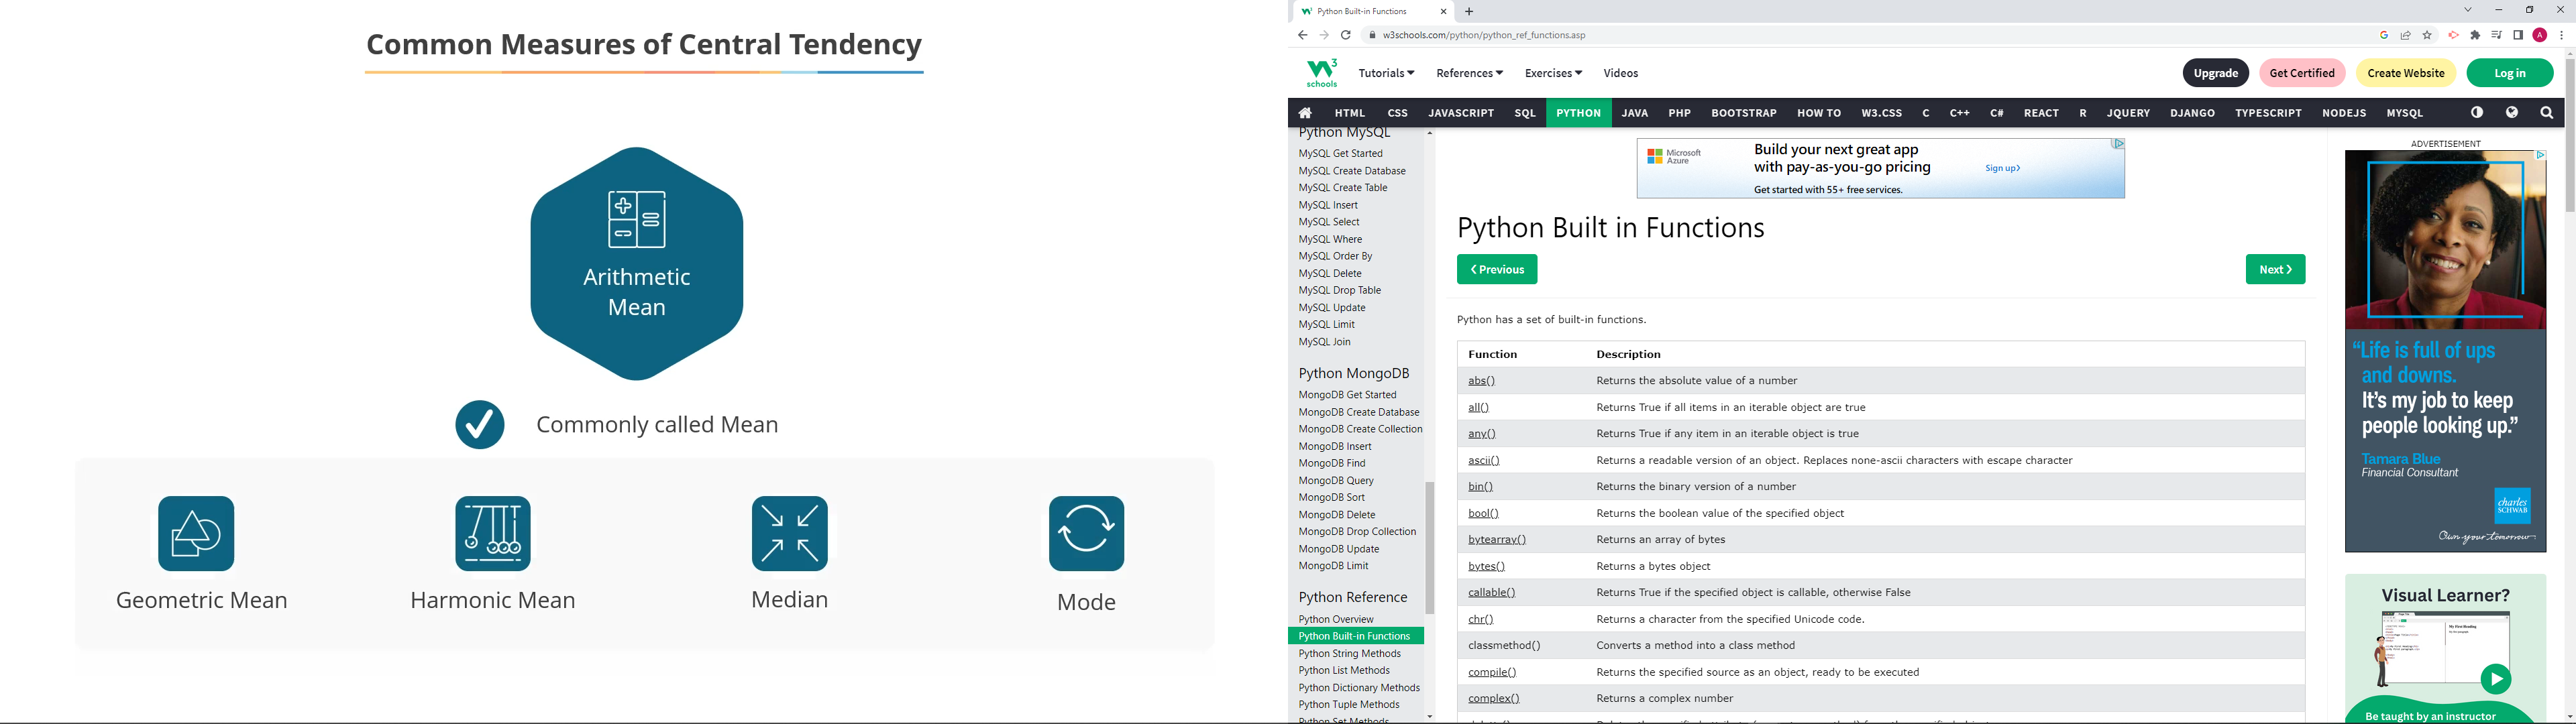 Common Measures of Central Tendency
Arithmetic
Mean
Commonly called Mean
Geometric Mean
Harmonic Mean
Median
Mode
Python Built-in Functions
w3schools.com/python/python_ref_functions.asp
A
W3
schools
Tutorials
References
Exercises
Videos
Upgrade
Get Certified
Create Website
Log in
HTML CSS JAVASCRIPT SQL PYTHON JAVA PHP BOOTSTRAP HOW TO W3.CSS C C++ C# REACT R JQUERY DJANGO TYPESCRIPT NODEJS MYSQL
Python MySQL
MySQL Get Started
MySQL Create Database
MySQL Create Table
MySQL Insert
MySQL Select
MySQL Where
MySQL Order By
MySQL Delete
MySQL Drop Table
MySQL Update
MySQL Limit
MySQL Join
Python MongoDB
MongoDB Get Started
MongoDB Create Database
MongoDB Create Collection
MongoDB Insert
MongoDB Find
MongoDB Query
MongoDB Sort
MongoDB Delete
MongoDB Drop Collection
MongoDB Update
MongoDB Limit
Python Reference
Python Overview
Python Built-in Functions
Python String Methods
Python List Methods
Python Dictionary Methods
Python Tuple Methods
Python Set Methods
Microsoft
Azure
Build your next great app
with pay-as-you-go pricing
Get started with 55+ free services.
Sign up>
Python Built in Functions
❮ Previous
Next ❯
Python has a set of built-in functions.
Function Description
abs() Returns the absolute value of a number
all() Returns True if all items in an iterable object are true
any() Returns True if any item in an iterable object is true
ascii() Returns a readable version of an object. Replaces none-ascii characters with escape character
bin() Returns the binary version of a number
bool() Returns the boolean value of the specified object
bytearray() Returns an array of bytes
bytes() Returns a bytes object
callable() Returns True if the specified object is callable, otherwise False
chr() Returns a character from the specified Unicode code.
classmethod() Converts a method into a class method
compile() Returns the specified source as an object, ready to be executed
complex() Returns a complex number
ADVERTISEMENT
“Life is full of ups
and downs.
It’s my job to keep
people looking up.”
Tamara Blue
Financial Consultant
charles
SCHWAB
Own your tomorrow
Visual Learner?
My First Heading
Be taught by an instructor